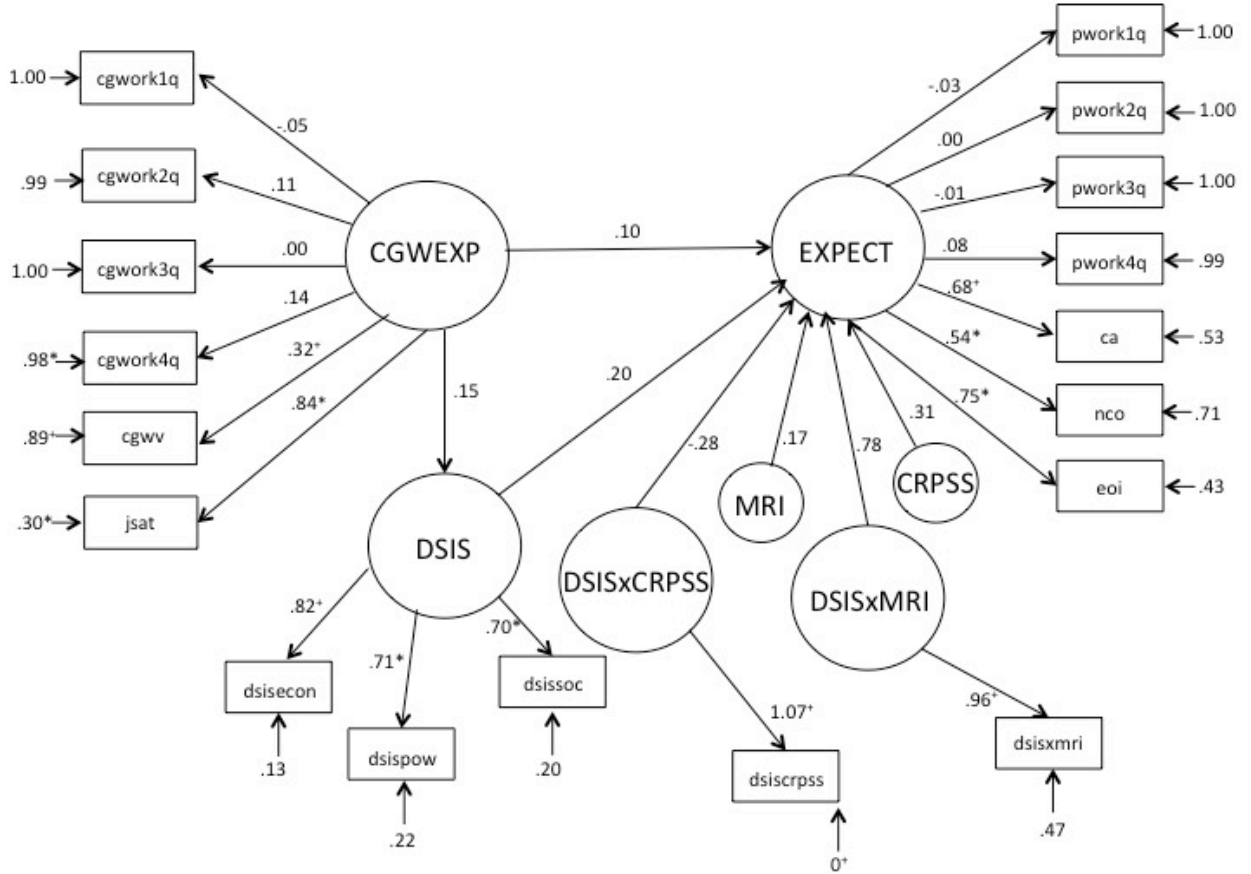 1.00
cgwork1q
-.05
.99
cgwork2q
.11
1.00
cgwork3q
.00
.98*
cgwork4q
.14
.89⁺
cgwv
.32⁺
.30*
jsat
.84*
CGWEXP
.10
EXPECT
-.03
pwork1q
1.00
.00
pwork2q
1.00
-.01
pwork3q
1.00
.08
pwork4q
.99
.68⁺
ca
.53
.54*
nco
.71
.75*
eoi
.43
.15
.20
-.28
.17
.78
.31
DSIS
DSISxCRPSS
MRI
DSISxMRI
CRPSS
.82⁺
disisecon
.13
.71*
dsispow
.22
.70*
dsissoc
.20
1.07⁺
dsiscrpss
0⁺
.96⁺
dsisxmri
.47